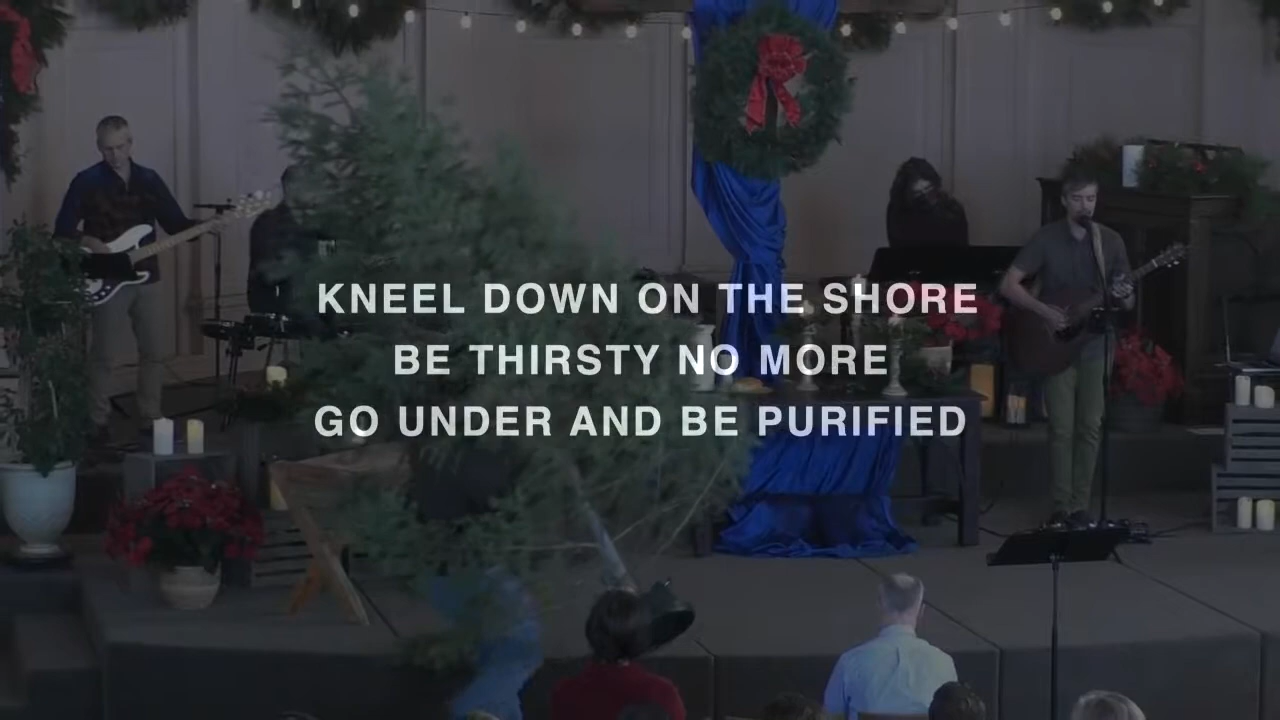 KNEEL DOWN ON THE SHORE
BE THIRSTY NO MORE
GO UNDER AND BE PURIFIED